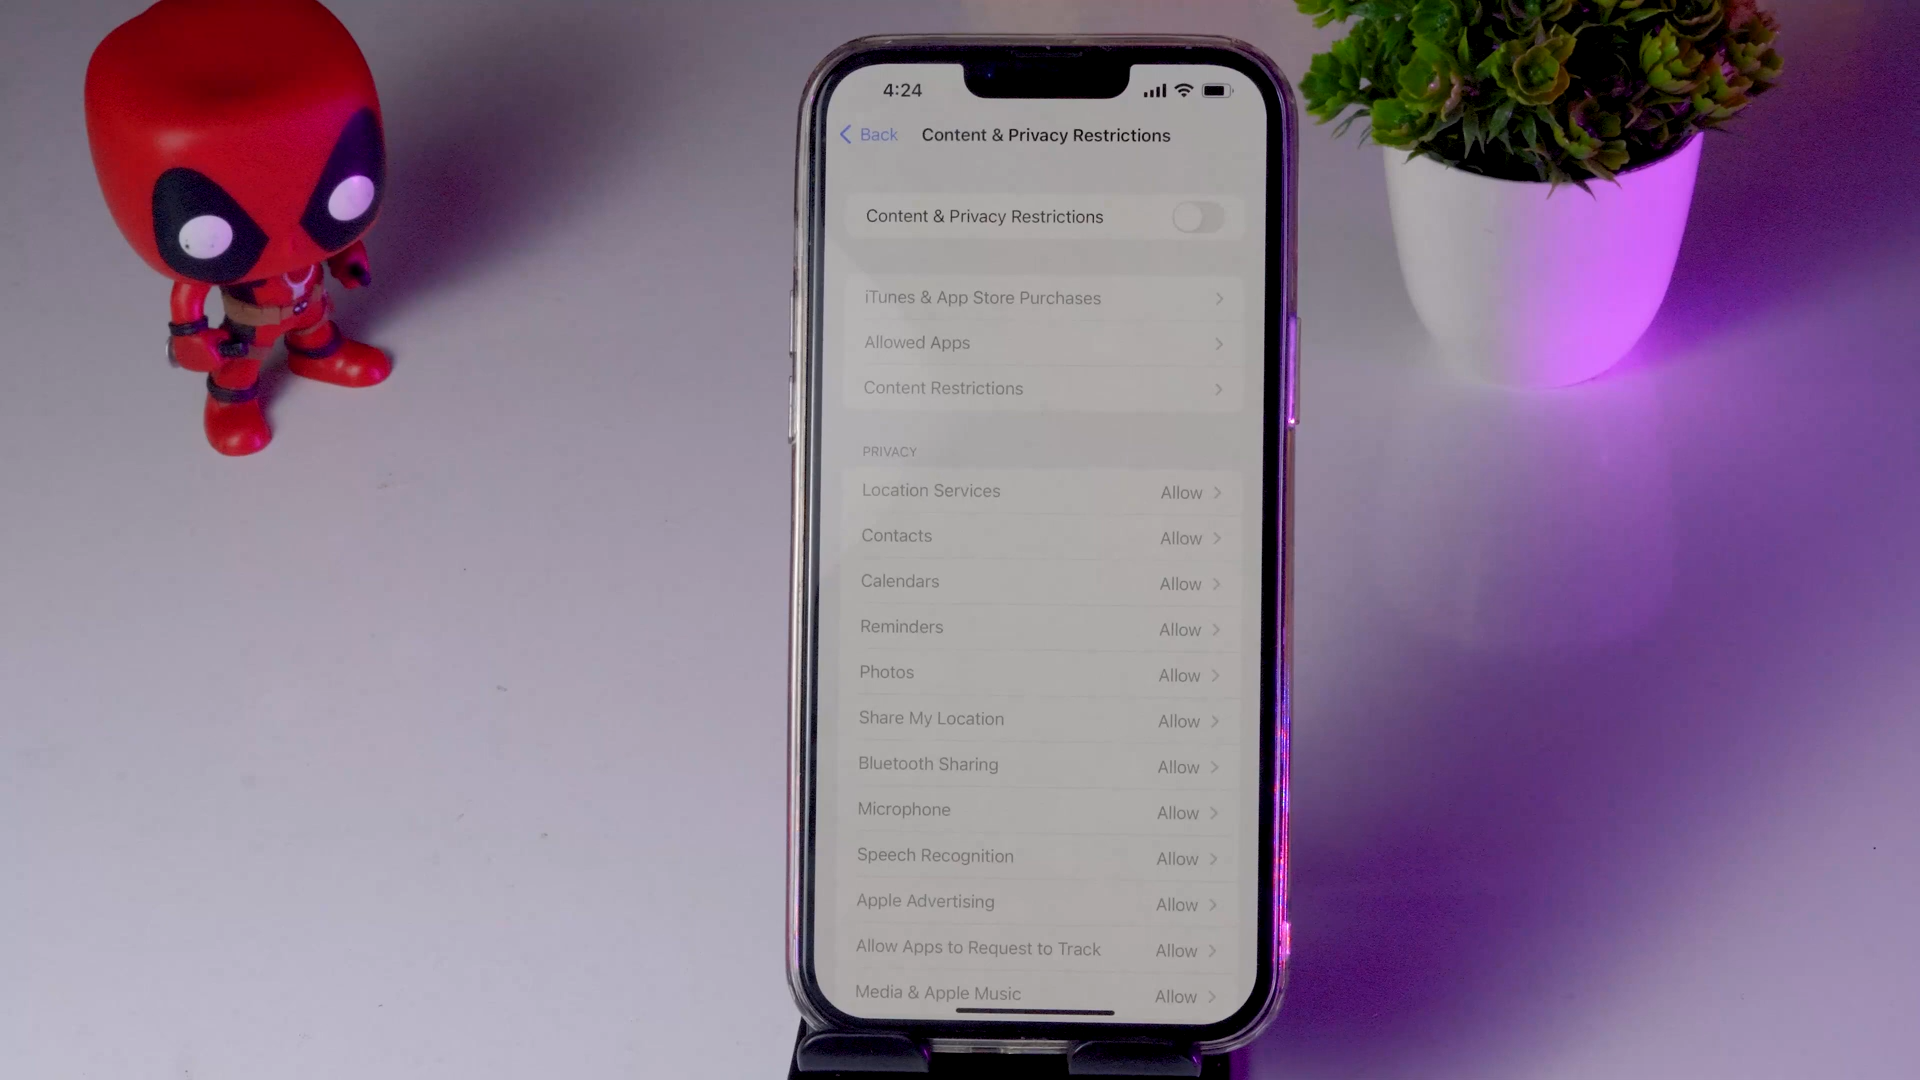 4:24
Back Content & Privacy Restrictions
Content & Privacy Restrictions
iTunes & App Store Purchases
Allowed Apps
Content Restrictions
PRIVACY
Location Services Allow
Contacts Allow
Calendars Allow
Reminders Allow
Photos Allow
Share My Location Allow
Bluetooth Sharing Allow
Microphone Allow
Speech Recognition Allow
Apple Advertising Allow
Allow Apps to Request to Track Allow
Media & Apple Music Allow